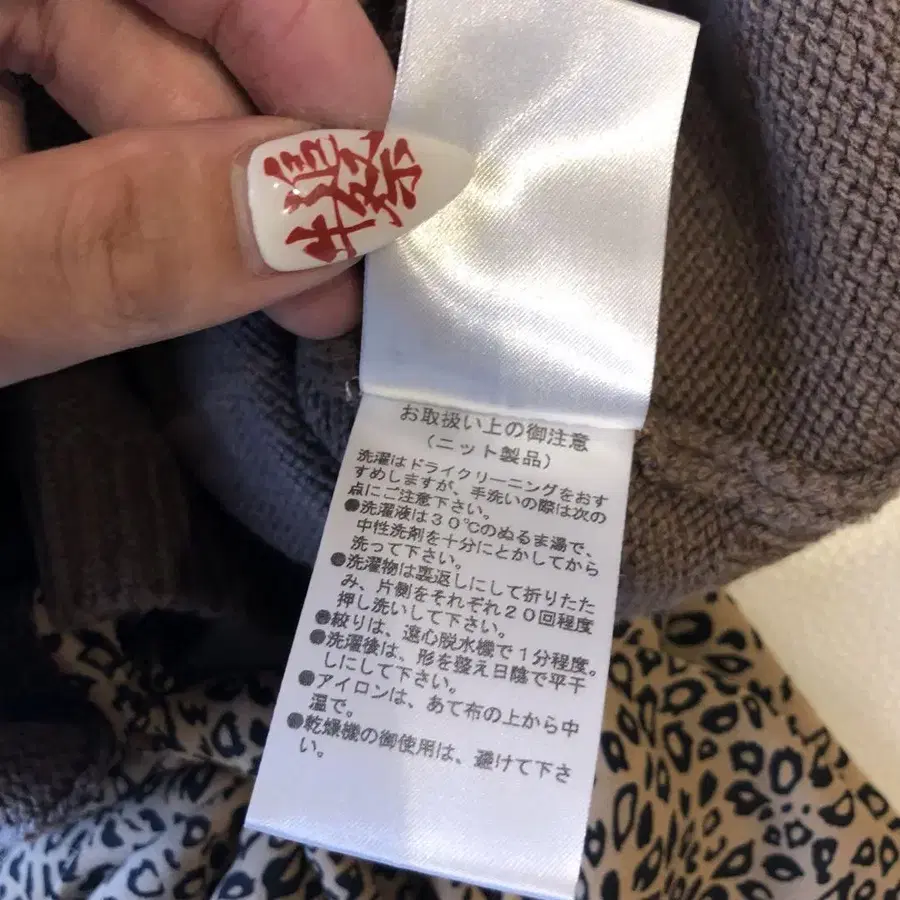 お取扱い上の御注意
（ニット製品）
洗濯はドライクリーニングをおす
すめしますが、手洗いの際は次の
点にご注意下さい。
●洗濯液は３０℃のぬるま湯で、
中性洗剤を十分にとかしてから
洗って下さい。
●洗濯物は裏返しにして折りたた
み、片側をそれぞれ２０回程度
押し洗いして下さい。
●絞りは、遠心脱水機で１分程度。
●洗濯後は、形を整え日陰で平干
しにして下さい。
●アイロンは、あて布の上から中
温で。
●乾燥機の御使用は、避けて下さ
い。